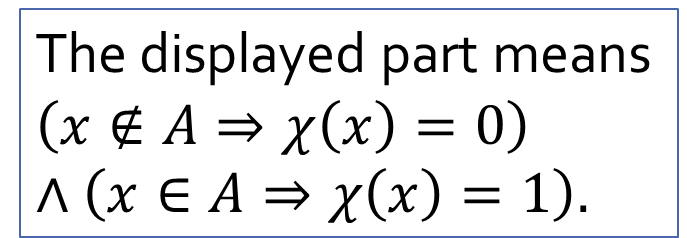 The displayed part means
(𝑥 ∉ 𝐴 ⇒ 𝜒(𝑥) = 0)
∧ (𝑥 ∈ 𝐴 ⇒ 𝜒(𝑥) = 1).